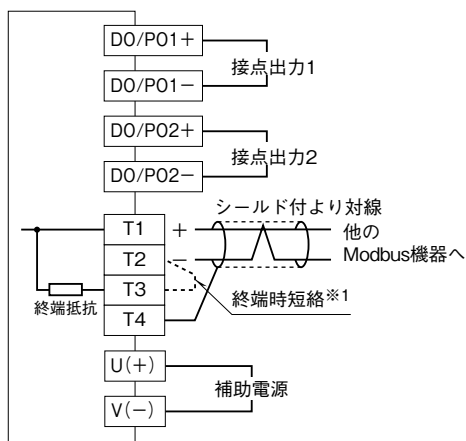 DO/PO1＋
接点出力1
DO/PO1－
DO/PO2＋
接点出力2
DO/PO2－
シールド付より対線
T1
＋
他の
Modbus機器へ
T2
－
T3
終端抵抗
終端時短絡※1
T4
U(＋)
補助電源
V(－)